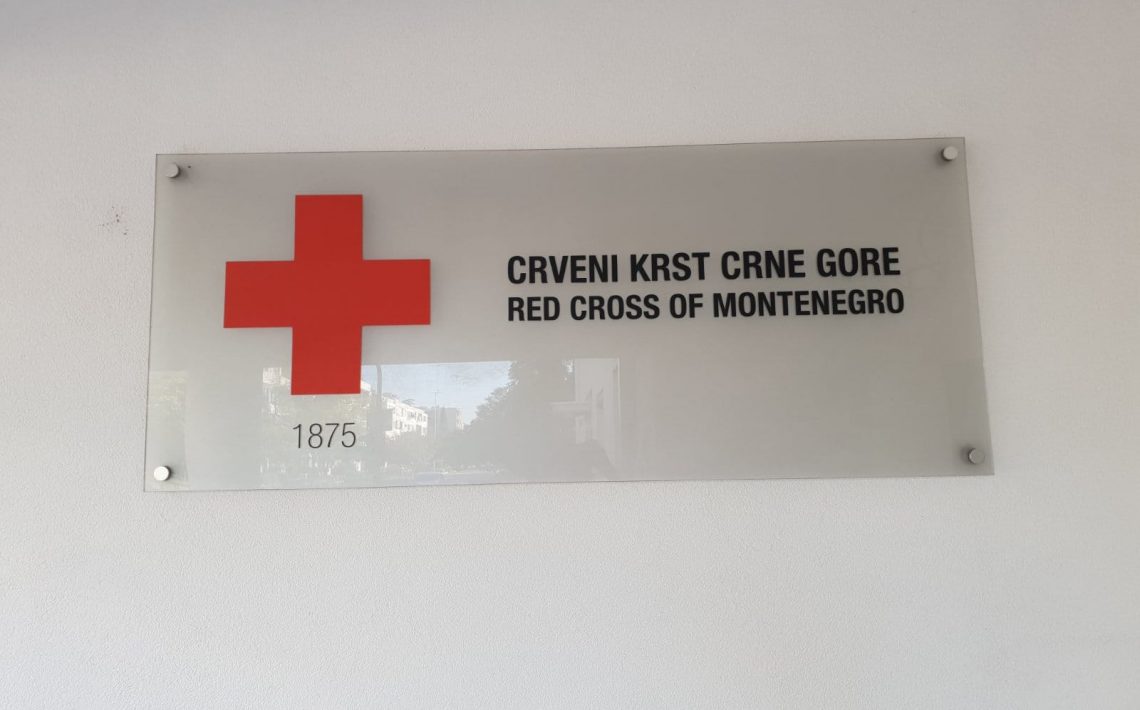 CRVENI KRST CRNE GORE
RED CROSS OF MONTENEGRO
1875